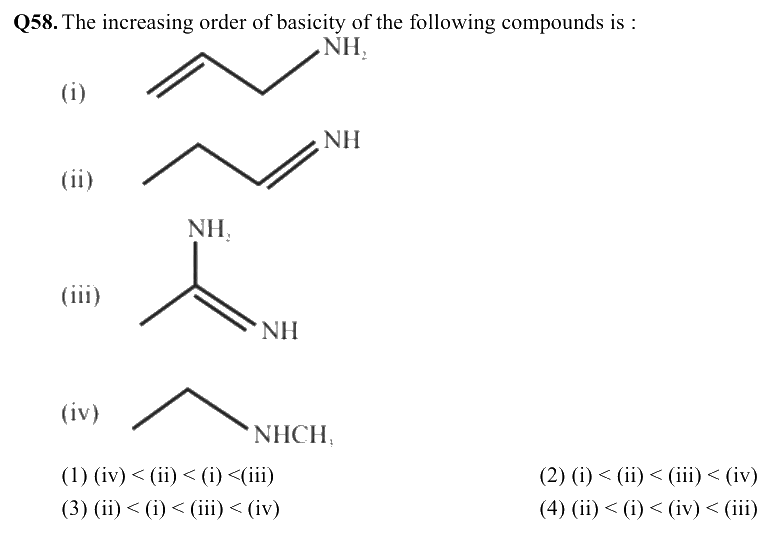 Q58. The increasing order of basicity of the following compounds is :
NH₂
(i)
NH
(ii)
NH₂
(iii)
NH
(iv)
NHCH₃
(1) (iv) < (ii) < (i) <(iii)
(2) (i) < (ii) < (iii) < (iv)
(3) (ii) < (i) < (iii) < (iv)
(4) (ii) < (i) < (iv) < (iii)